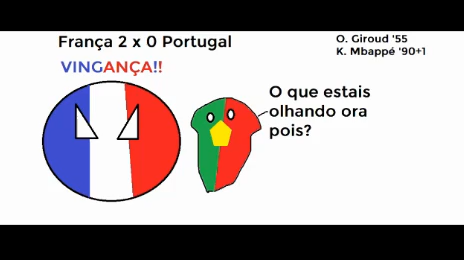 França 2 x 0 Portugal
O. Giroud '55
K. Mbappé '90+1
VINGANÇA!!
O que estais
olhando ora
pois?